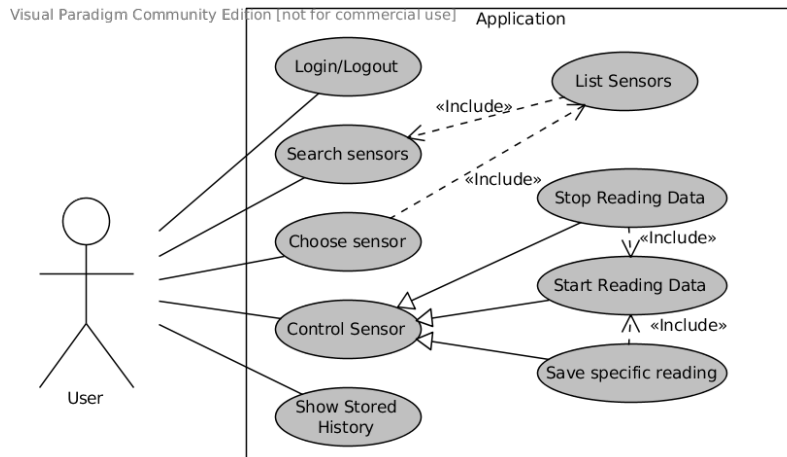 Visual Paradigm Community Edition [not for commercial use]
Application
Login/Logout
List Sensors
«Include»
Search sensors
«Include»
Stop Reading Data
Choose sensor
«Include»
Start Reading Data
Control Sensor
«Include»
Save specific reading
User
Show Stored
History